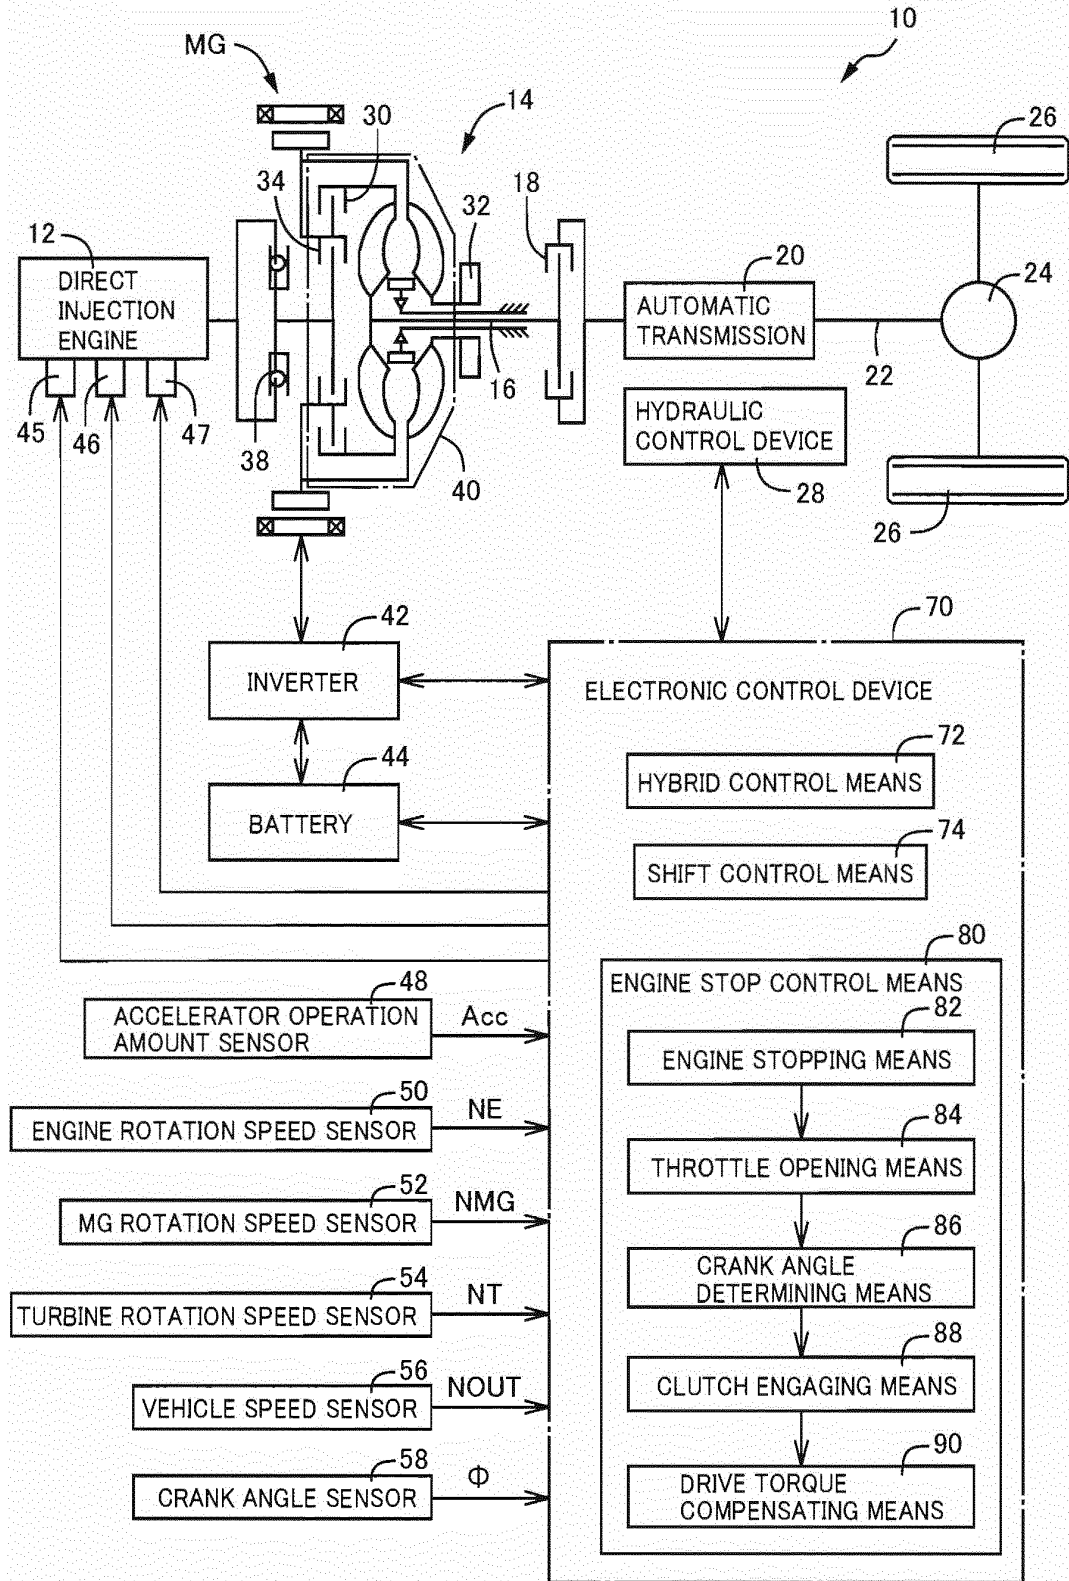 10
MG
14
26
30
34
18
32
12
20
24
DIRECT
INJECTION
ENGINE
AUTOMATIC
TRANSMISSION
16
22
45
46
47
38
HYDRAULIC
CONTROL DEVICE
40
28
26
42
70
INVERTER
ELECTRONIC CONTROL DEVICE
44
72
BATTERY
HYBRID CONTROL MEANS
74
SHIFT CONTROL MEANS
80
ENGINE STOP CONTROL MEANS
48
ACCELERATOR OPERATION
AMOUNT SENSOR
Acc
82
ENGINE STOPPING MEANS
50
ENGINE ROTATION SPEED SENSOR
NE
84
THROTTLE OPENING MEANS
52
MG ROTATION SPEED SENSOR
NMG
86
CRANK ANGLE
DETERMINING MEANS
54
TURBINE ROTATION SPEED SENSOR
NT
88
CLUTCH ENGAGING MEANS
56
VEHICLE SPEED SENSOR
NOUT
90
DRIVE TORQUE
COMPENSATING MEANS
58
CRANK ANGLE SENSOR
Φ